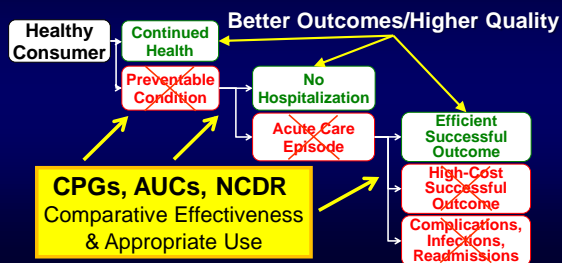 Better Outcomes/Higher Quality
Healthy
Consumer
Continued
Health
Preventable
Condition
No
Hospitalization
Acute Care
Episode
Efficient
Successful
Outcome
High-Cost
Successful
Outcome
Complications,
Infections,
Readmissions
CPGs, AUCs, NCDR
Comparative Effectiveness
& Appropriate Use